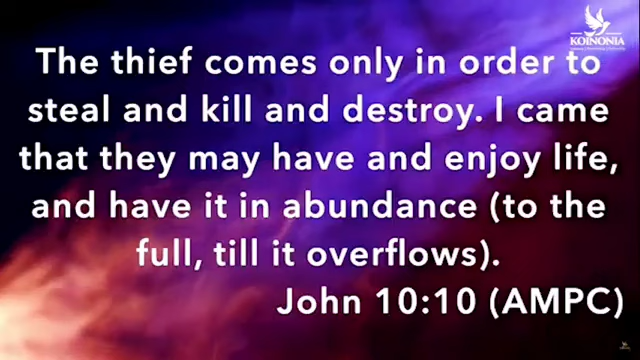 KOINONIA
The thief comes only in order to
steal and kill and destroy. I came
that they may have and enjoy life,
and have it in abundance (to the
full, till it overflows).
John 10:10 (AMPC)